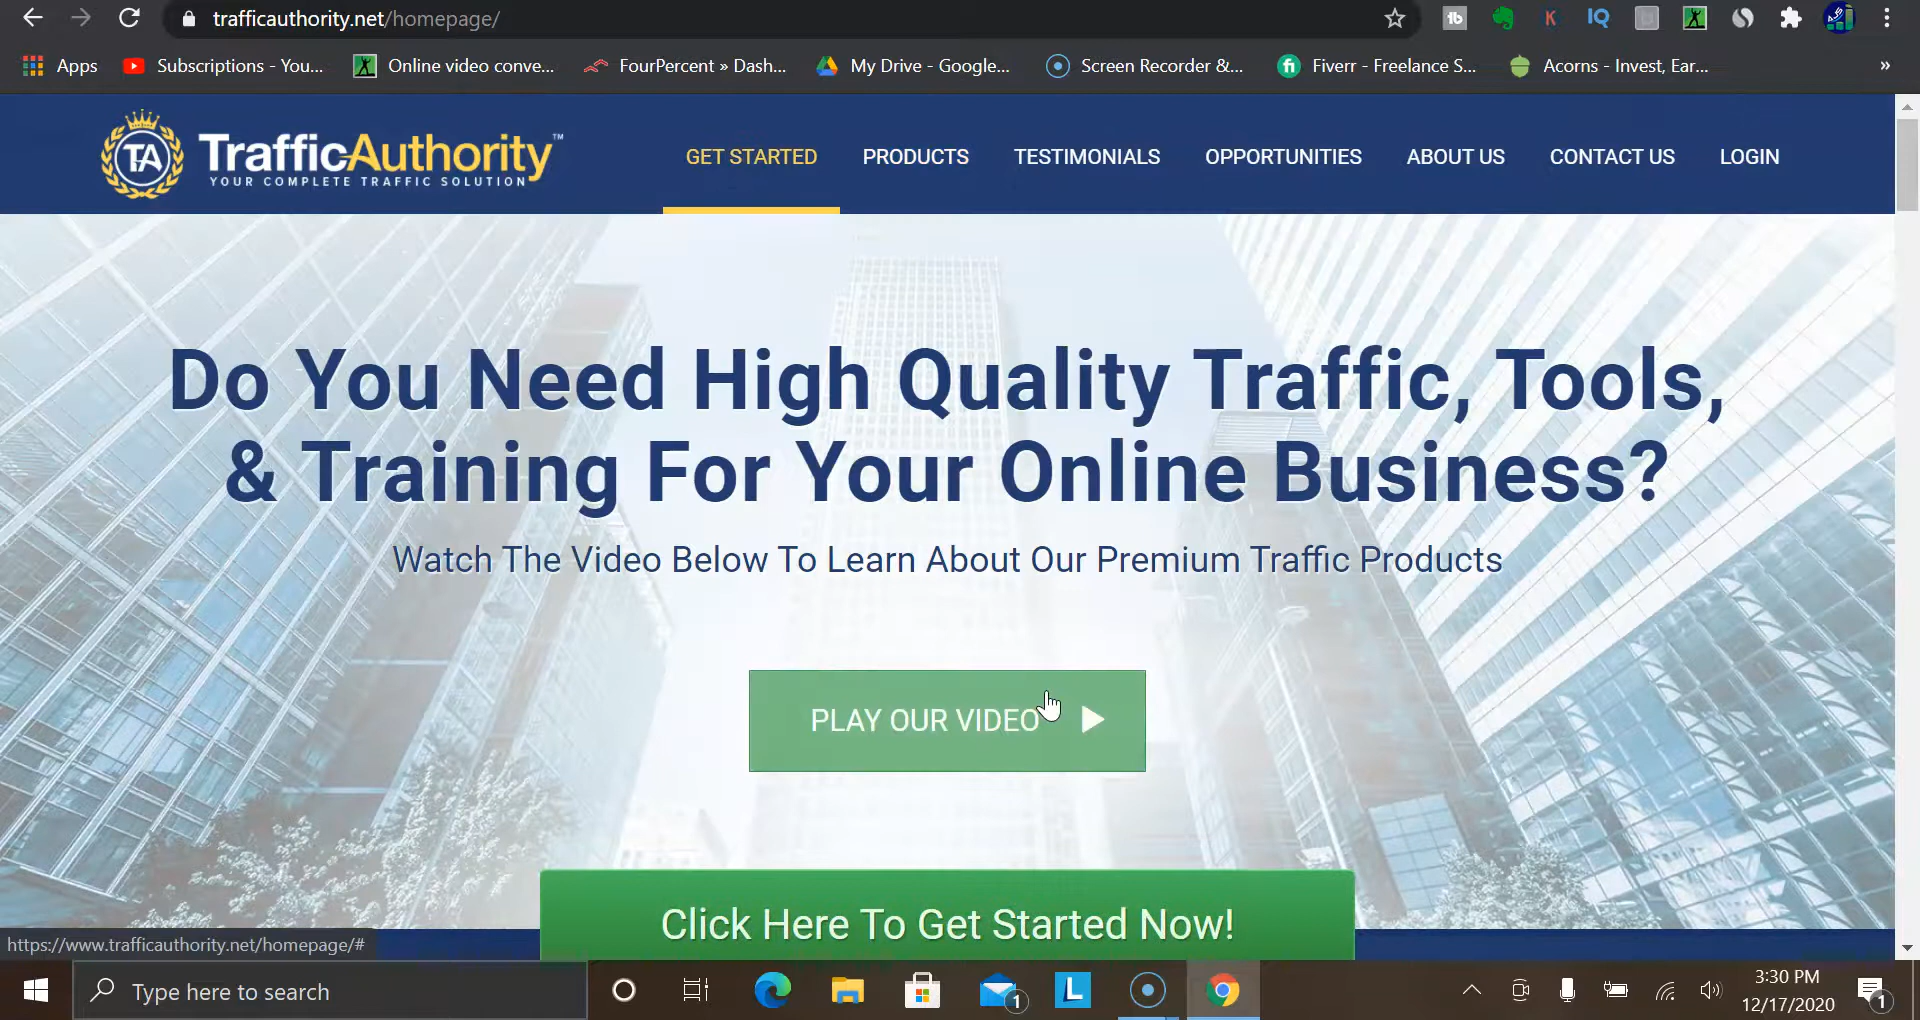 trafficauthority.net/homepage/
Apps
Subscriptions - You...
Online video conve...
FourPercent » Dash...
My Drive - Google...
Screen Recorder &...
Fiverr - Freelance S...
Acorns - Invest, Ear...
»
TA
TrafficAuthority™
YOUR COMPLETE TRAFFIC SOLUTION
GET STARTED
PRODUCTS
TESTIMONIALS
OPPORTUNITIES
ABOUT US
CONTACT US
LOGIN
Do You Need High Quality Traffic, Tools,
& Training For Your Online Business?
Watch The Video Below To Learn About Our Premium Traffic Products
PLAY OUR VIDEO
Click Here To Get Started Now!
https://www.trafficauthority.net/homepage/#
Type here to search
1
L
3:30 PM
12/17/2020
1